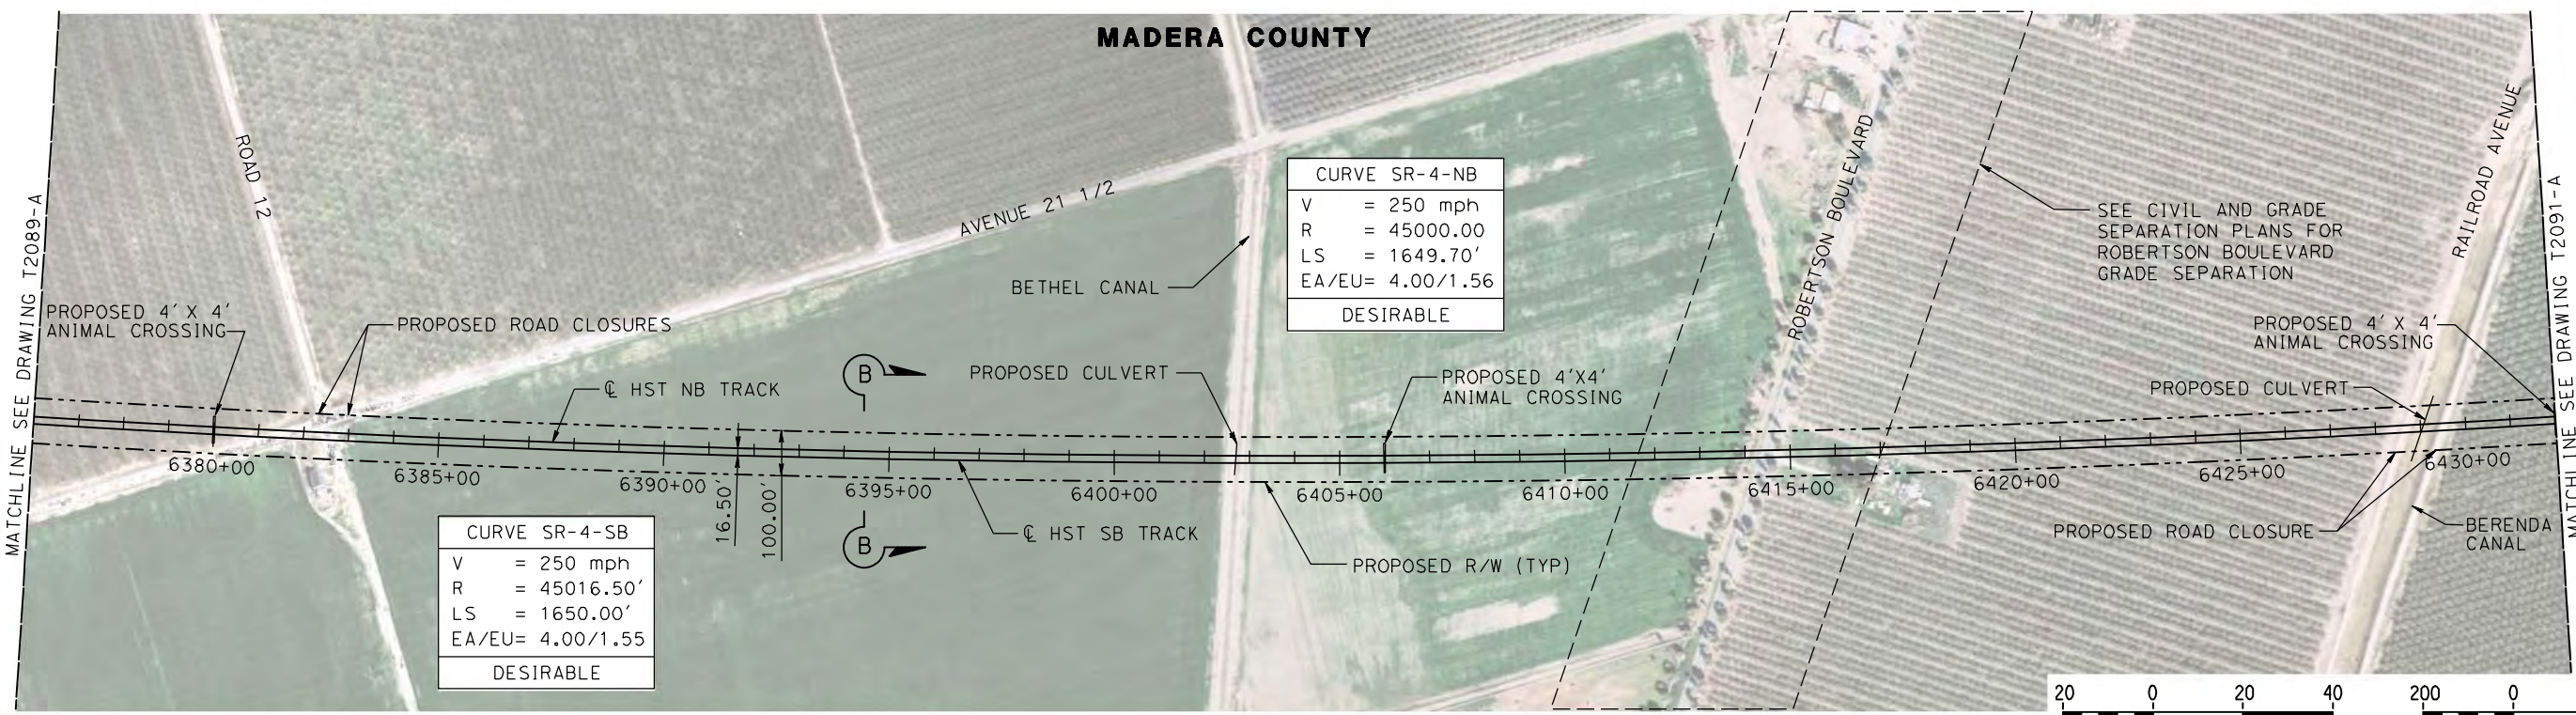 MADERA COUNTY
MATCHLINE SEE DRAWING T2089-A
ROAD 12
AVENUE 21 1/2
BETHEL CANAL
CURVE SR-4-NB
V = 250 mph
R = 45000.00
LS = 1649.70'
EA/EU= 4.00/1.56
DESIRABLE
ROBERTSON BOULEVARD
SEE CIVIL AND GRADE
SEPARATION PLANS FOR
ROBERTSON BOULEVARD
GRADE SEPARATION
RAILROAD AVENUE
MATCHLINE SEE DRAWING T2091-A
PROPOSED 4' X 4'
ANIMAL CROSSING
PROPOSED ROAD CLOSURES
℄ HST NB TRACK
B
PROPOSED CULVERT
PROPOSED 4'X4'
ANIMAL CROSSING
PROPOSED 4' X 4'
ANIMAL CROSSING
PROPOSED CULVERT
6380+00
6385+00
6390+00
6395+00
6400+00
6405+00
6410+00
6415+00
6420+00
6425+00
6430+00
16.50'
100.00'
B
℄ HST SB TRACK
PROPOSED R/W (TYP)
PROPOSED ROAD CLOSURE
BERENDA
CANAL
CURVE SR-4-SB
V = 250 mph
R = 45016.50'
LS = 1650.00'
EA/EU= 4.00/1.55
DESIRABLE
20 0 20 40 200 0